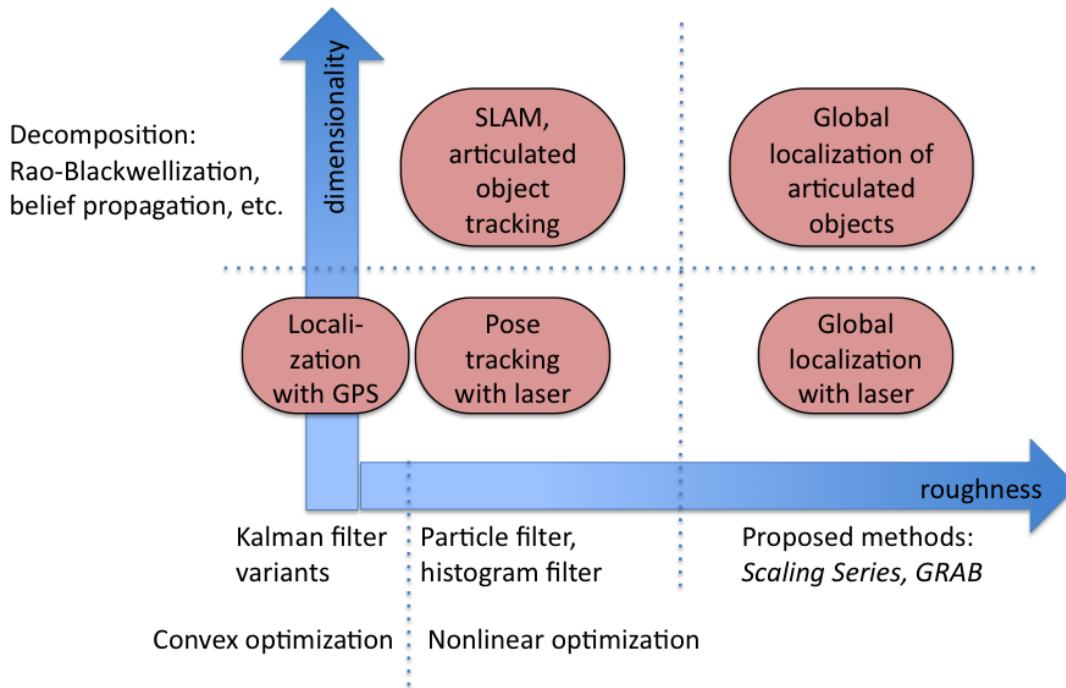 dimensionality
Decomposition:
Rao-Blackwellization,
belief propagation, etc.
SLAM,
articulated
object
tracking
Global
localization of
articulated
objects
Locali-
zation
with GPS
Pose
tracking
with laser
Global
localization
with laser
roughness
Kalman filter
variants
Particle filter,
histogram filter
Proposed methods:
Scaling Series, GRAB
Convex optimization
Nonlinear optimization